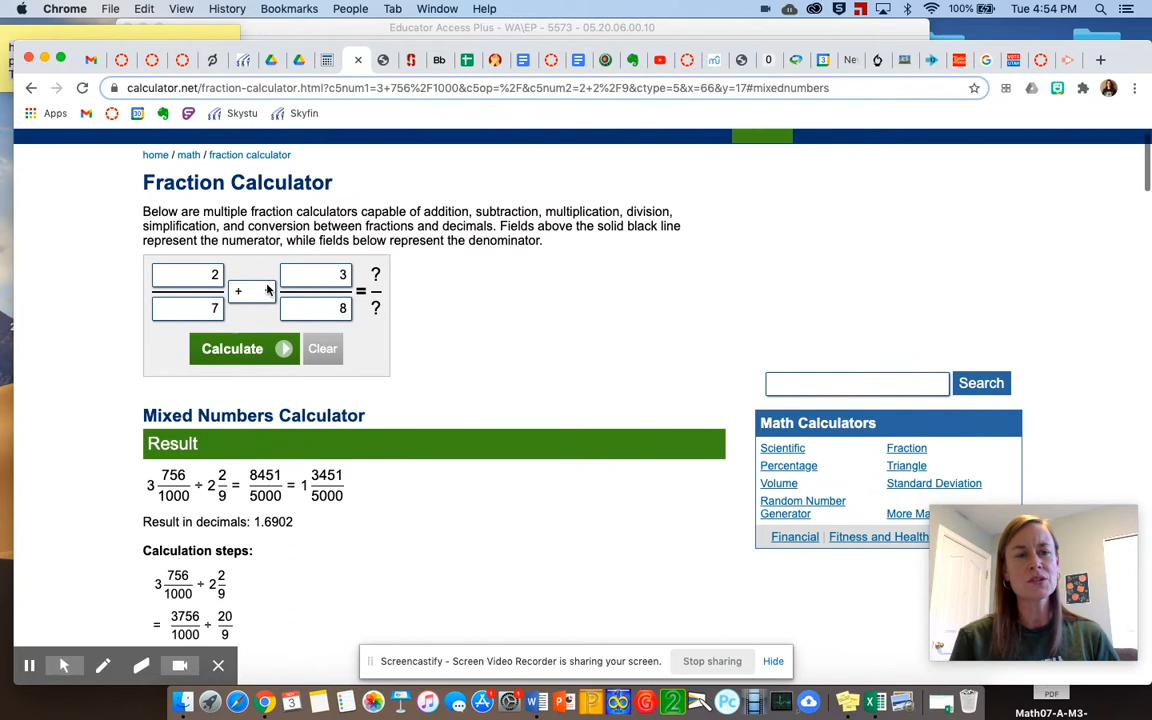 Chrome File Edit View History Bookmarks People Tab Window Help 100% Tue 4:54 PM
Educator Access Plus - WA\EP - 5573 - 05.20.06.00.10
Bb 0 Ne
calculator.net/fraction-calculator.html?c5num1=3+756%2F1000&c5op=%2F&c5num2=2+2%2F9&ctype=5&x=66&y=17#mixednumbers
Apps Skystu Skyfin
home / math / fraction calculator
Fraction Calculator
Below are multiple fraction calculators capable of addition, subtraction, multiplication, division,
simplification, and conversion between fractions and decimals. Fields above the solid black line
represent the numerator, while fields below represent the denominator.
2 3 ?
+ =
7 8 ?
Calculate Clear
Search
Mixed Numbers Calculator
Result
3 756/1000 ÷ 2 2/9 = 8451/5000 = 1 3451/5000
Result in decimals: 1.6902
Calculation steps:
3 756/1000 ÷ 2 2/9
= 3756/1000 ÷ 20/9
Math Calculators
Scientific Fraction
Percentage Triangle
Volume Standard Deviation
Random Number
Generator More Ma
Financial | Fitness and Health
Screencastify - Screen Video Recorder is sharing your screen. Stop sharing Hide
PDF
Math07-A-M3-